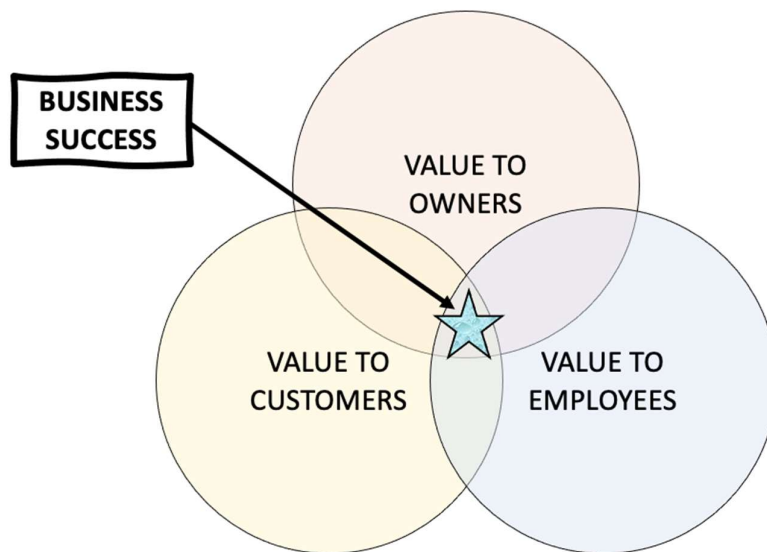 BUSINESS
SUCCESS
VALUE TO
OWNERS
VALUE TO
CUSTOMERS
VALUE TO
EMPLOYEES